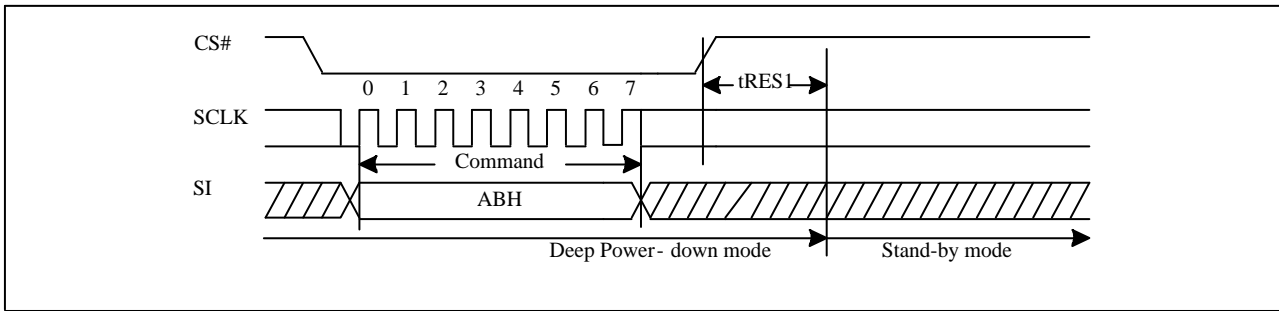 CS#
tRES1
0 1 2 3 4 5 6 7
SCLK
Command
SI
ABH
Deep Power- down mode
Stand-by mode